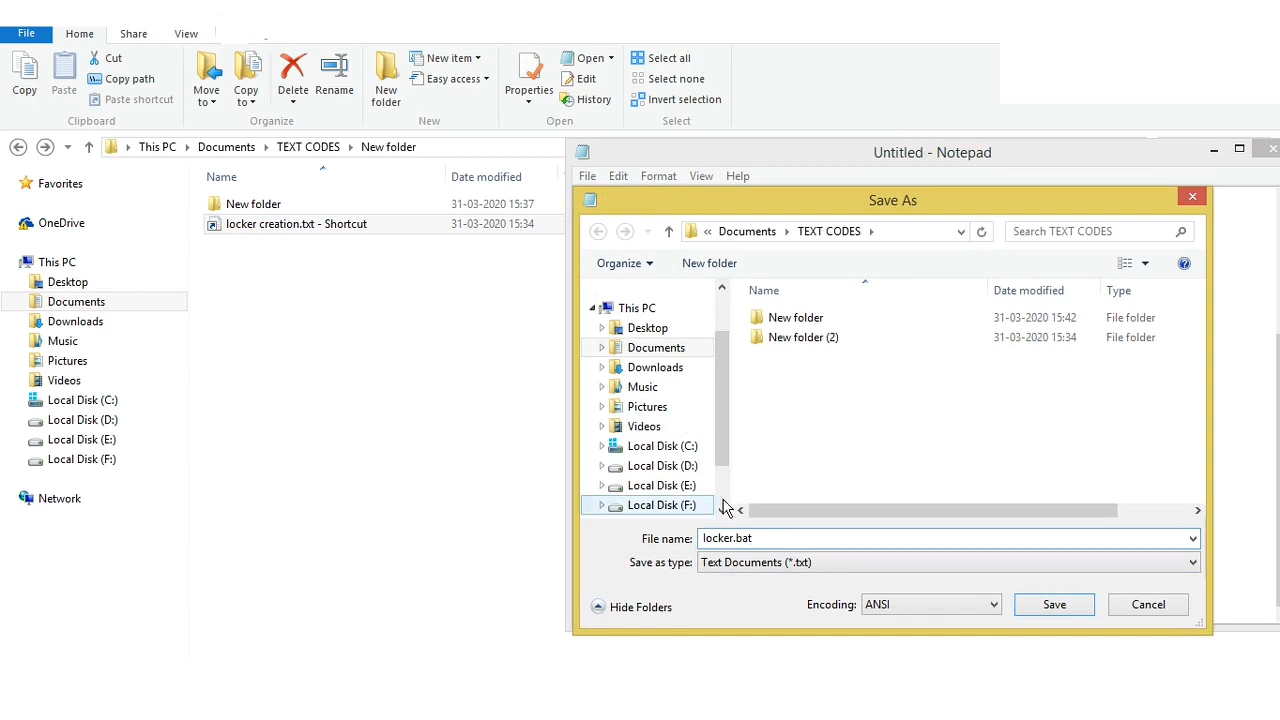 File Home Share View
Copy
Paste
Cut
Copy path
Paste shortcut
Clipboard
Move to
Copy to
Delete
Rename
Organize
New folder
New item
Easy access
New
Properties
Open
Edit
History
Open
Select all
Select none
Invert selection
Select
This PC Documents TEXT CODES New folder
Name Date modified
New folder 31-03-2020 15:37
locker creation.txt - Shortcut 31-03-2020 15:34
Favorites
OneDrive
This PC
Desktop
Documents
Downloads
Music
Pictures
Videos
Local Disk (C:)
Local Disk (D:)
Local Disk (E:)
Local Disk (F:)
Network
Untitled - Notepad
File Edit Format View Help
Save As
« Documents TEXT CODES
Search TEXT CODES
Organize New folder
Name Date modified Type
New folder 31-03-2020 15:42 File folder
New folder (2) 31-03-2020 15:34 File folder
This PC
Desktop
Documents
Downloads
Music
Pictures
Videos
Local Disk (C:)
Local Disk (D:)
Local Disk (E:)
Local Disk (F:)
File name: locker.bat
Save as type: Text Documents (*.txt)
Hide Folders
Encoding: ANSI
Save
Cancel